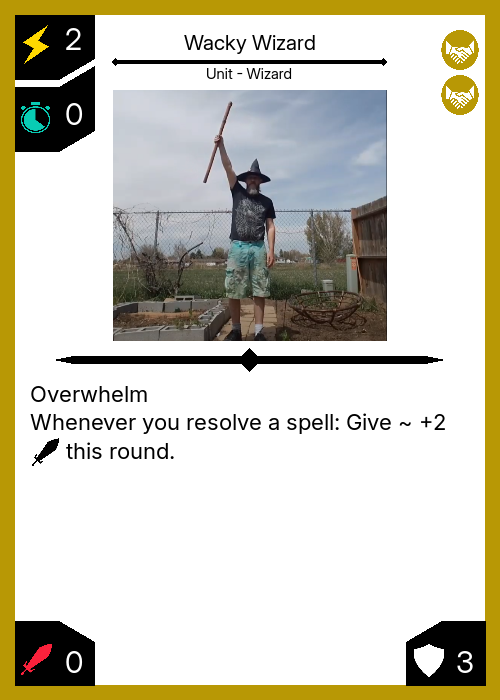 2
Wacky Wizard
Unit - Wizard
0
Overwhelm
Whenever you resolve a spell: Give ~ +2
this round.
0
3